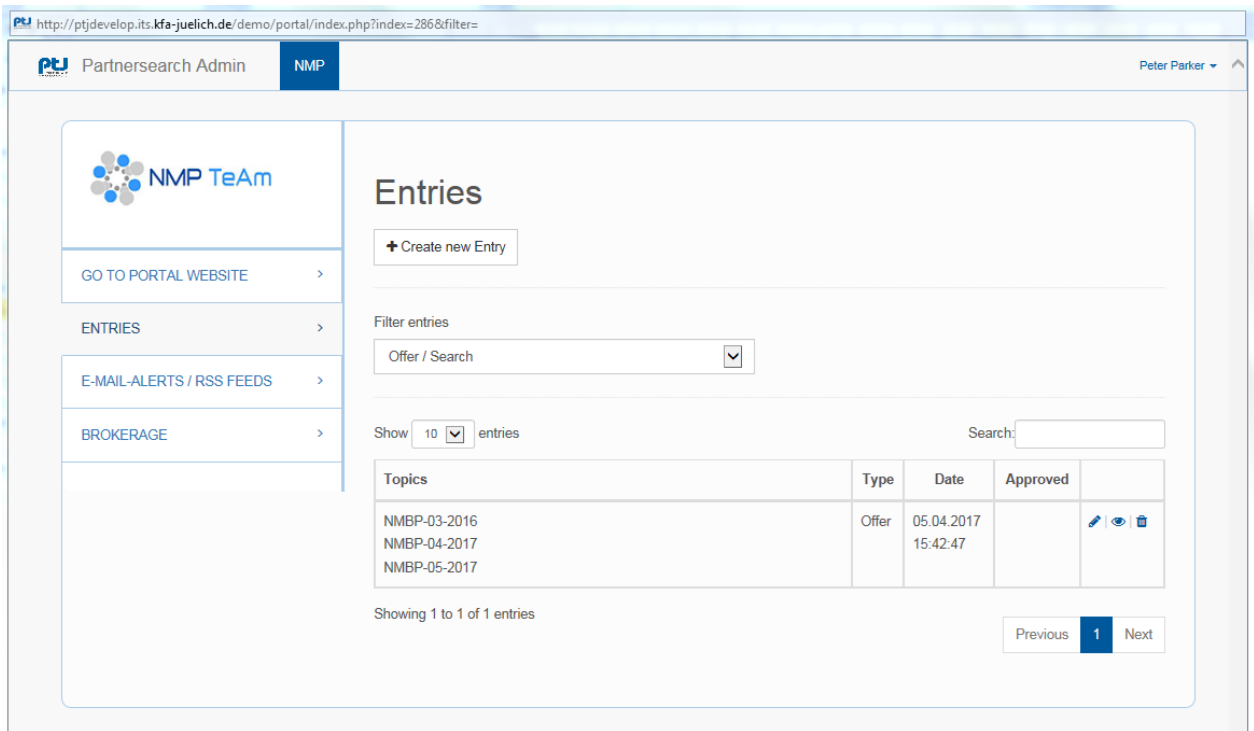 http://ptjdevelop.its.kfa-juelich.de/demo/portal/index.php?index=286&filter=
ptj Partnersearch Admin NMP Peter Parker
NMP TeAm
GO TO PORTAL WEBSITE
ENTRIES
E-MAIL-ALERTS / RSS FEEDS
BROKERAGE
Entries
+ Create new Entry
Filter entries
Offer / Search
Show 10 entries Search:
Topics Type Date Approved
NMBP-03-2016 Offer 05.04.2017
NMBP-04-2017 15:42:47
NMBP-05-2017
Showing 1 to 1 of 1 entries
Previous 1 Next